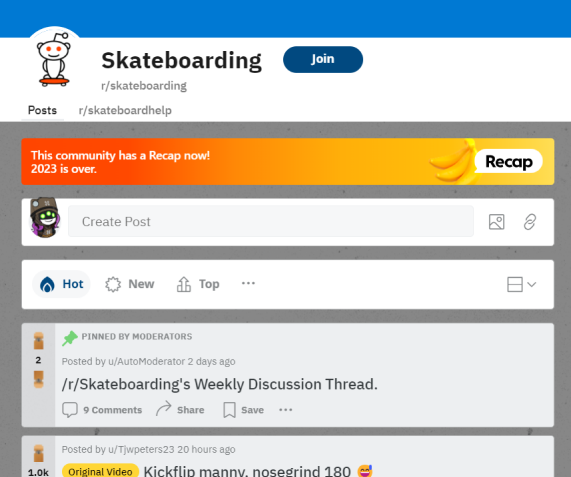 Skateboarding
Join
r/skateboarding
Posts
r/skateboardhelp
This community has a Recap now!
2023 is over.
Recap
Create Post
Hot
New
Top
PINNED BY MODERATORS
2
Posted by u/AutoModerator 2 days ago
/r/Skateboarding's Weekly Discussion Thread.
9 Comments
Share
Save
Posted by u/Tjwpeters23 20 hours ago
1.0k
Original Video Kickflip manny, nosegrind 180 😅